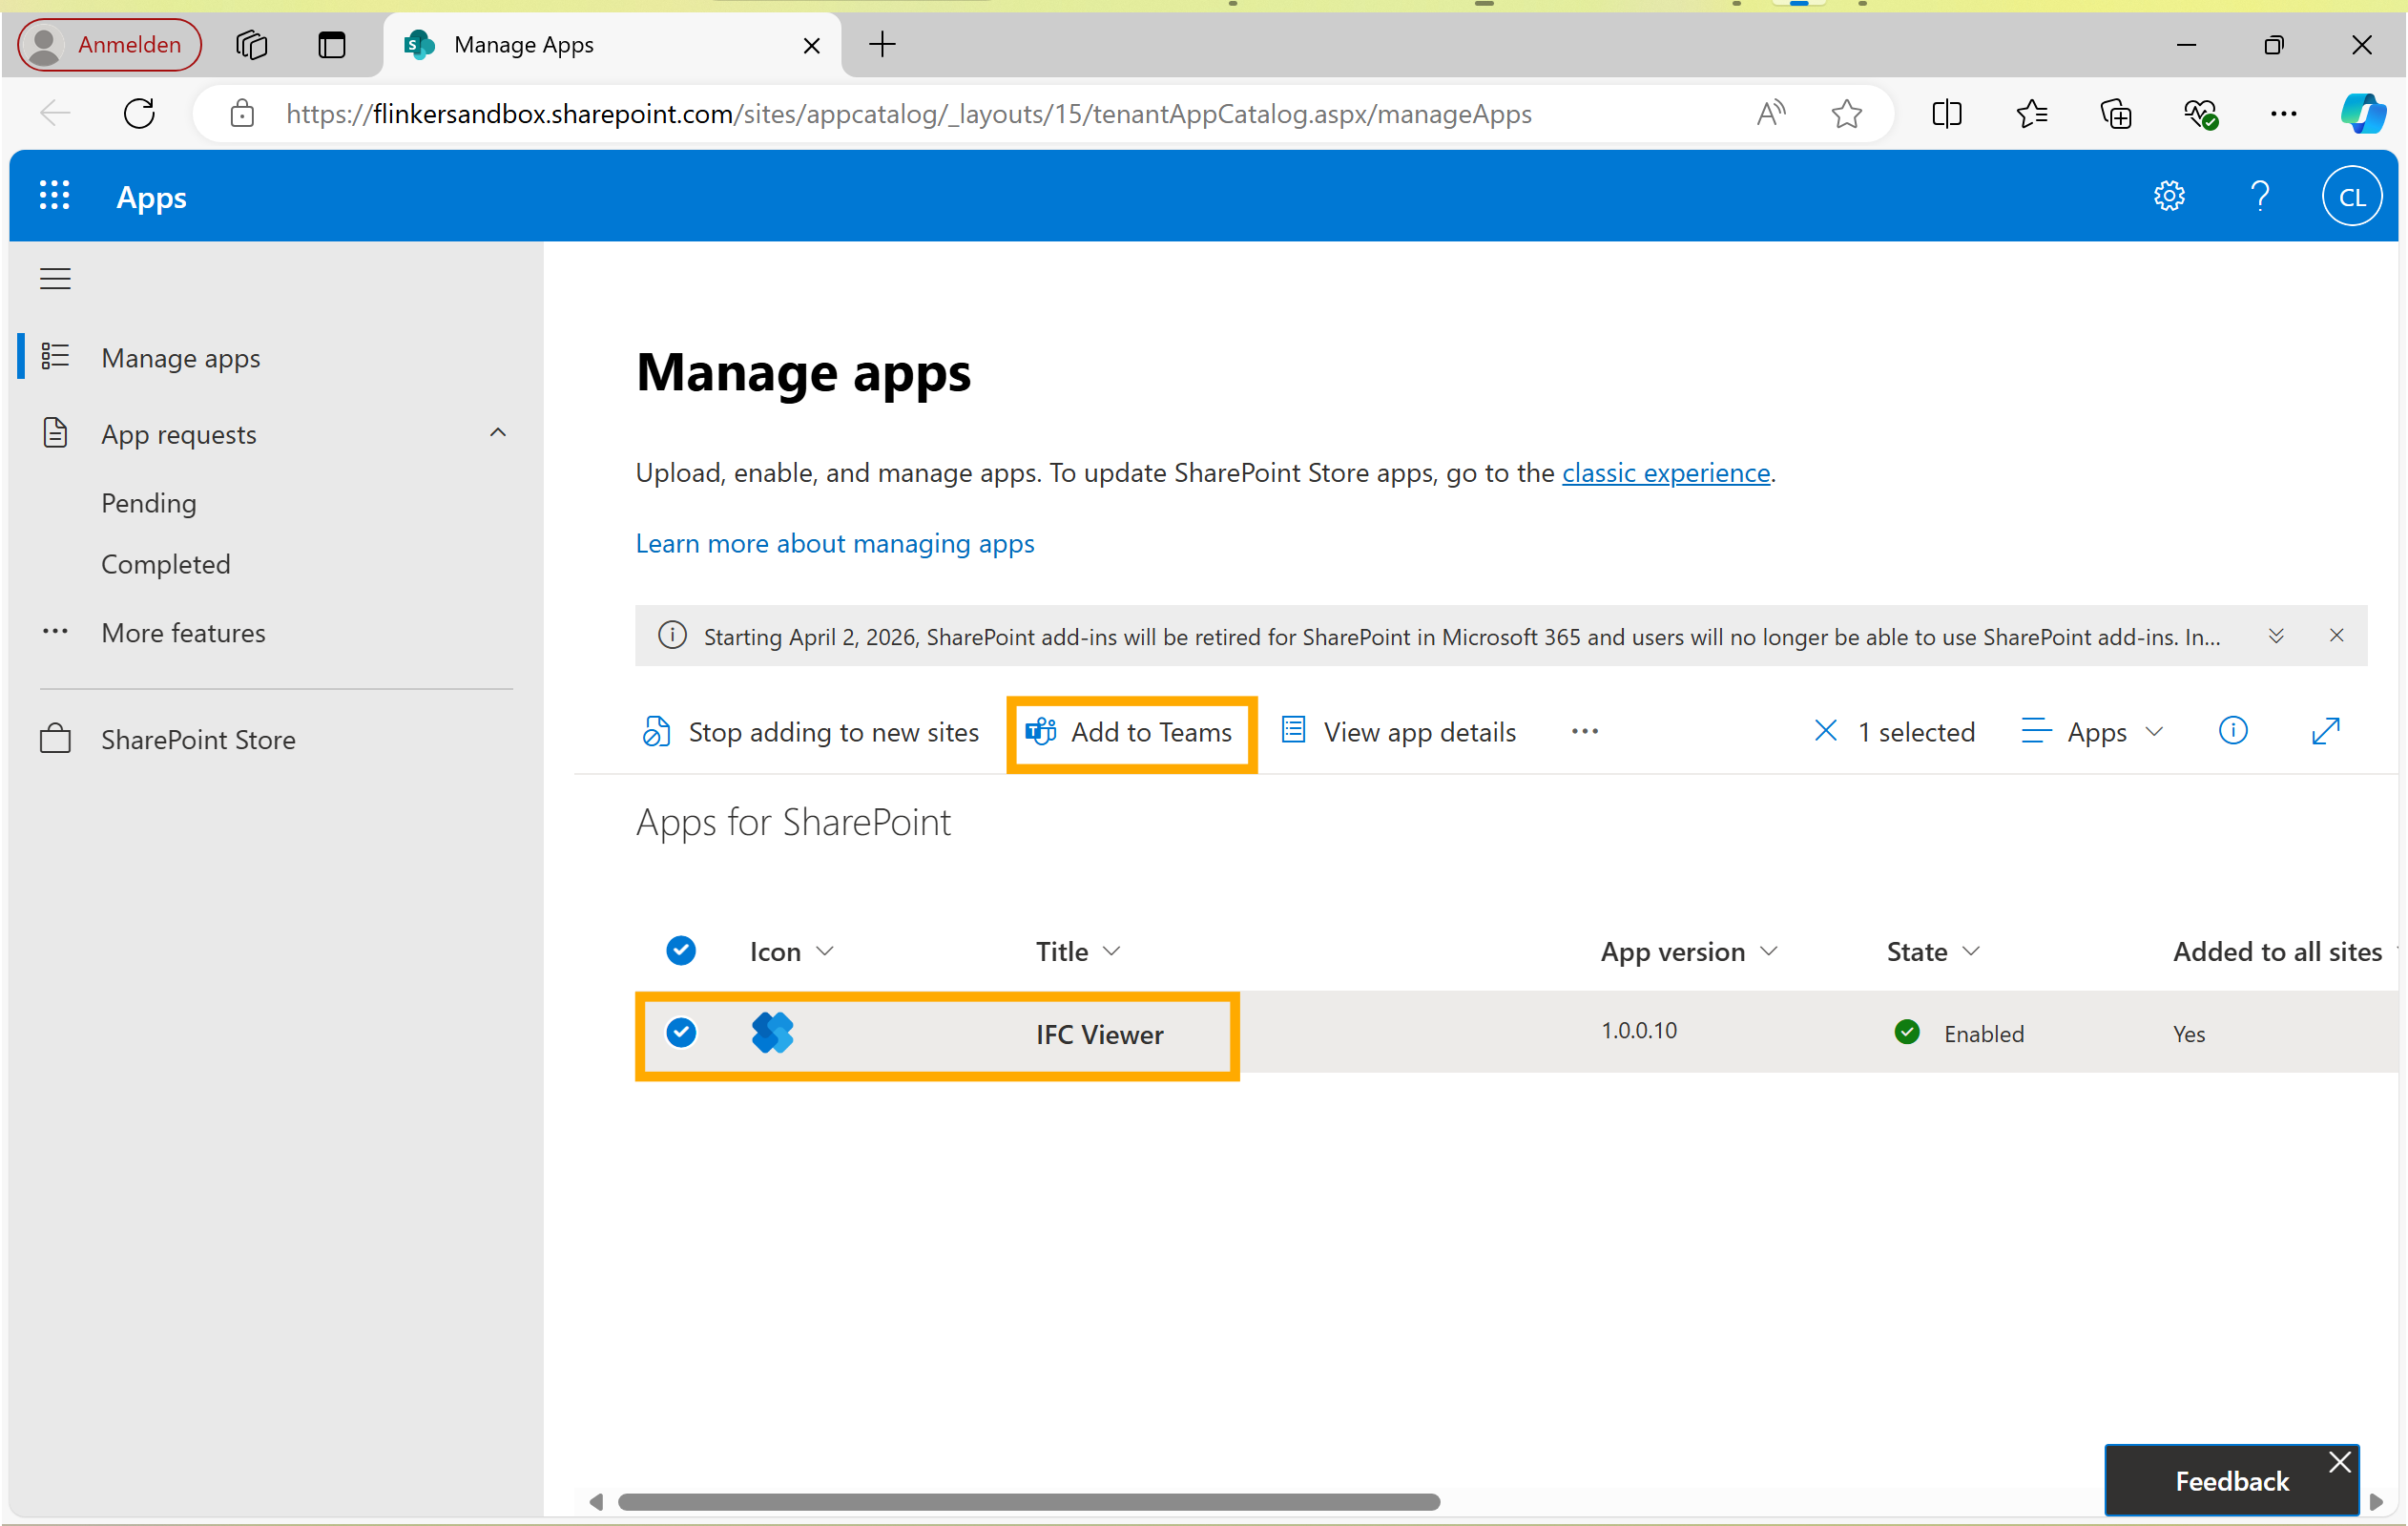 Anmelden
Manage Apps
https://flinkersandbox.sharepoint.com/sites/appcatalog/_layouts/15/tenantAppCatalog.aspx/manageApps
Apps
CL
Manage apps
App requests
Pending
Completed
More features
SharePoint Store
Manage apps
Upload, enable, and manage apps. To update SharePoint Store apps, go to the classic experience.
Learn more about managing apps
Starting April 2, 2026, SharePoint add-ins will be retired for SharePoint in Microsoft 365 and users will no longer be able to use SharePoint add-ins. In...
Stop adding to new sites Add to Teams View app details ... 1 selected Apps
Apps for SharePoint
Icon Title App version State Added to all sites
IFC Viewer 1.0.0.10 Enabled Yes
Feedback